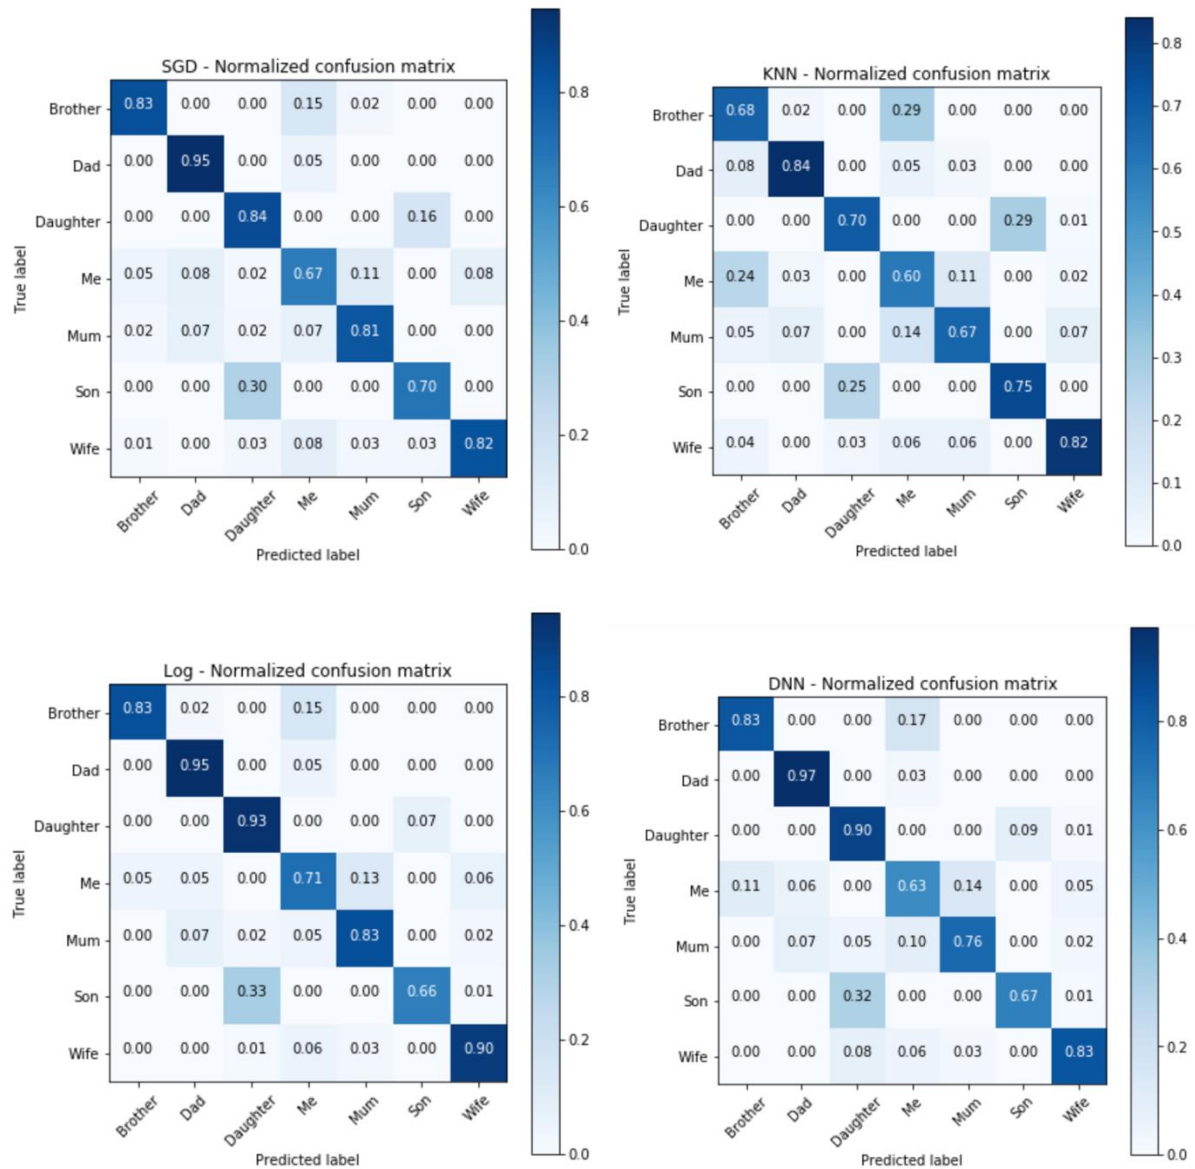 SGD - Normalized confusion matrix
Brother 0.83 0.00 0.00 0.15 0.02 0.00 0.00
Dad 0.00 0.95 0.00 0.05 0.00 0.00 0.00
Daughter 0.00 0.00 0.84 0.00 0.00 0.16 0.00
Me 0.05 0.08 0.02 0.67 0.11 0.00 0.08
Mum 0.02 0.07 0.02 0.07 0.81 0.00 0.00
Son 0.00 0.00 0.30 0.00 0.00 0.70 0.00
Wife 0.01 0.00 0.03 0.08 0.03 0.03 0.82
True label
Brother Dad Daughter Me Mum Son Wife
Predicted label
0.8
0.6
0.4
0.2
0.0
KNN - Normalized confusion matrix
Brother 0.68 0.02 0.00 0.29 0.00 0.00 0.00
Dad 0.08 0.84 0.00 0.05 0.03 0.00 0.00
Daughter 0.00 0.00 0.70 0.00 0.00 0.29 0.01
Me 0.24 0.03 0.00 0.60 0.11 0.00 0.02
Mum 0.05 0.07 0.00 0.14 0.67 0.00 0.07
Son 0.00 0.00 0.25 0.00 0.00 0.75 0.00
Wife 0.04 0.00 0.03 0.06 0.06 0.00 0.82
True label
Brother Dad Daughter Me Mum Son Wife
Predicted label
0.8
0.7
0.6
0.5
0.4
0.3
0.2
0.1
0.0
Log - Normalized confusion matrix
Brother 0.83 0.02 0.00 0.15 0.00 0.00 0.00
Dad 0.00 0.95 0.00 0.05 0.00 0.00 0.00
Daughter 0.00 0.00 0.93 0.00 0.00 0.07 0.00
Me 0.05 0.05 0.00 0.71 0.13 0.00 0.06
Mum 0.00 0.07 0.02 0.05 0.83 0.00 0.02
Son 0.00 0.00 0.33 0.00 0.00 0.66 0.01
Wife 0.00 0.00 0.01 0.06 0.03 0.00 0.90
True label
Brother Dad Daughter Me Mum Son Wife
Predicted label
0.8
0.6
0.4
0.2
0.0
DNN - Normalized confusion matrix
Brother 0.83 0.00 0.00 0.17 0.00 0.00 0.00
Dad 0.00 0.97 0.00 0.03 0.00 0.00 0.00
Daughter 0.00 0.00 0.90 0.00 0.00 0.09 0.01
Me 0.11 0.06 0.00 0.63 0.14 0.00 0.05
Mum 0.00 0.07 0.05 0.10 0.76 0.00 0.02
Son 0.00 0.00 0.32 0.00 0.00 0.67 0.01
Wife 0.00 0.00 0.08 0.06 0.03 0.00 0.83
True label
Brother Dad Daughter Me Mum Son Wife
Predicted label
0.8
0.6
0.4
0.2
0.0